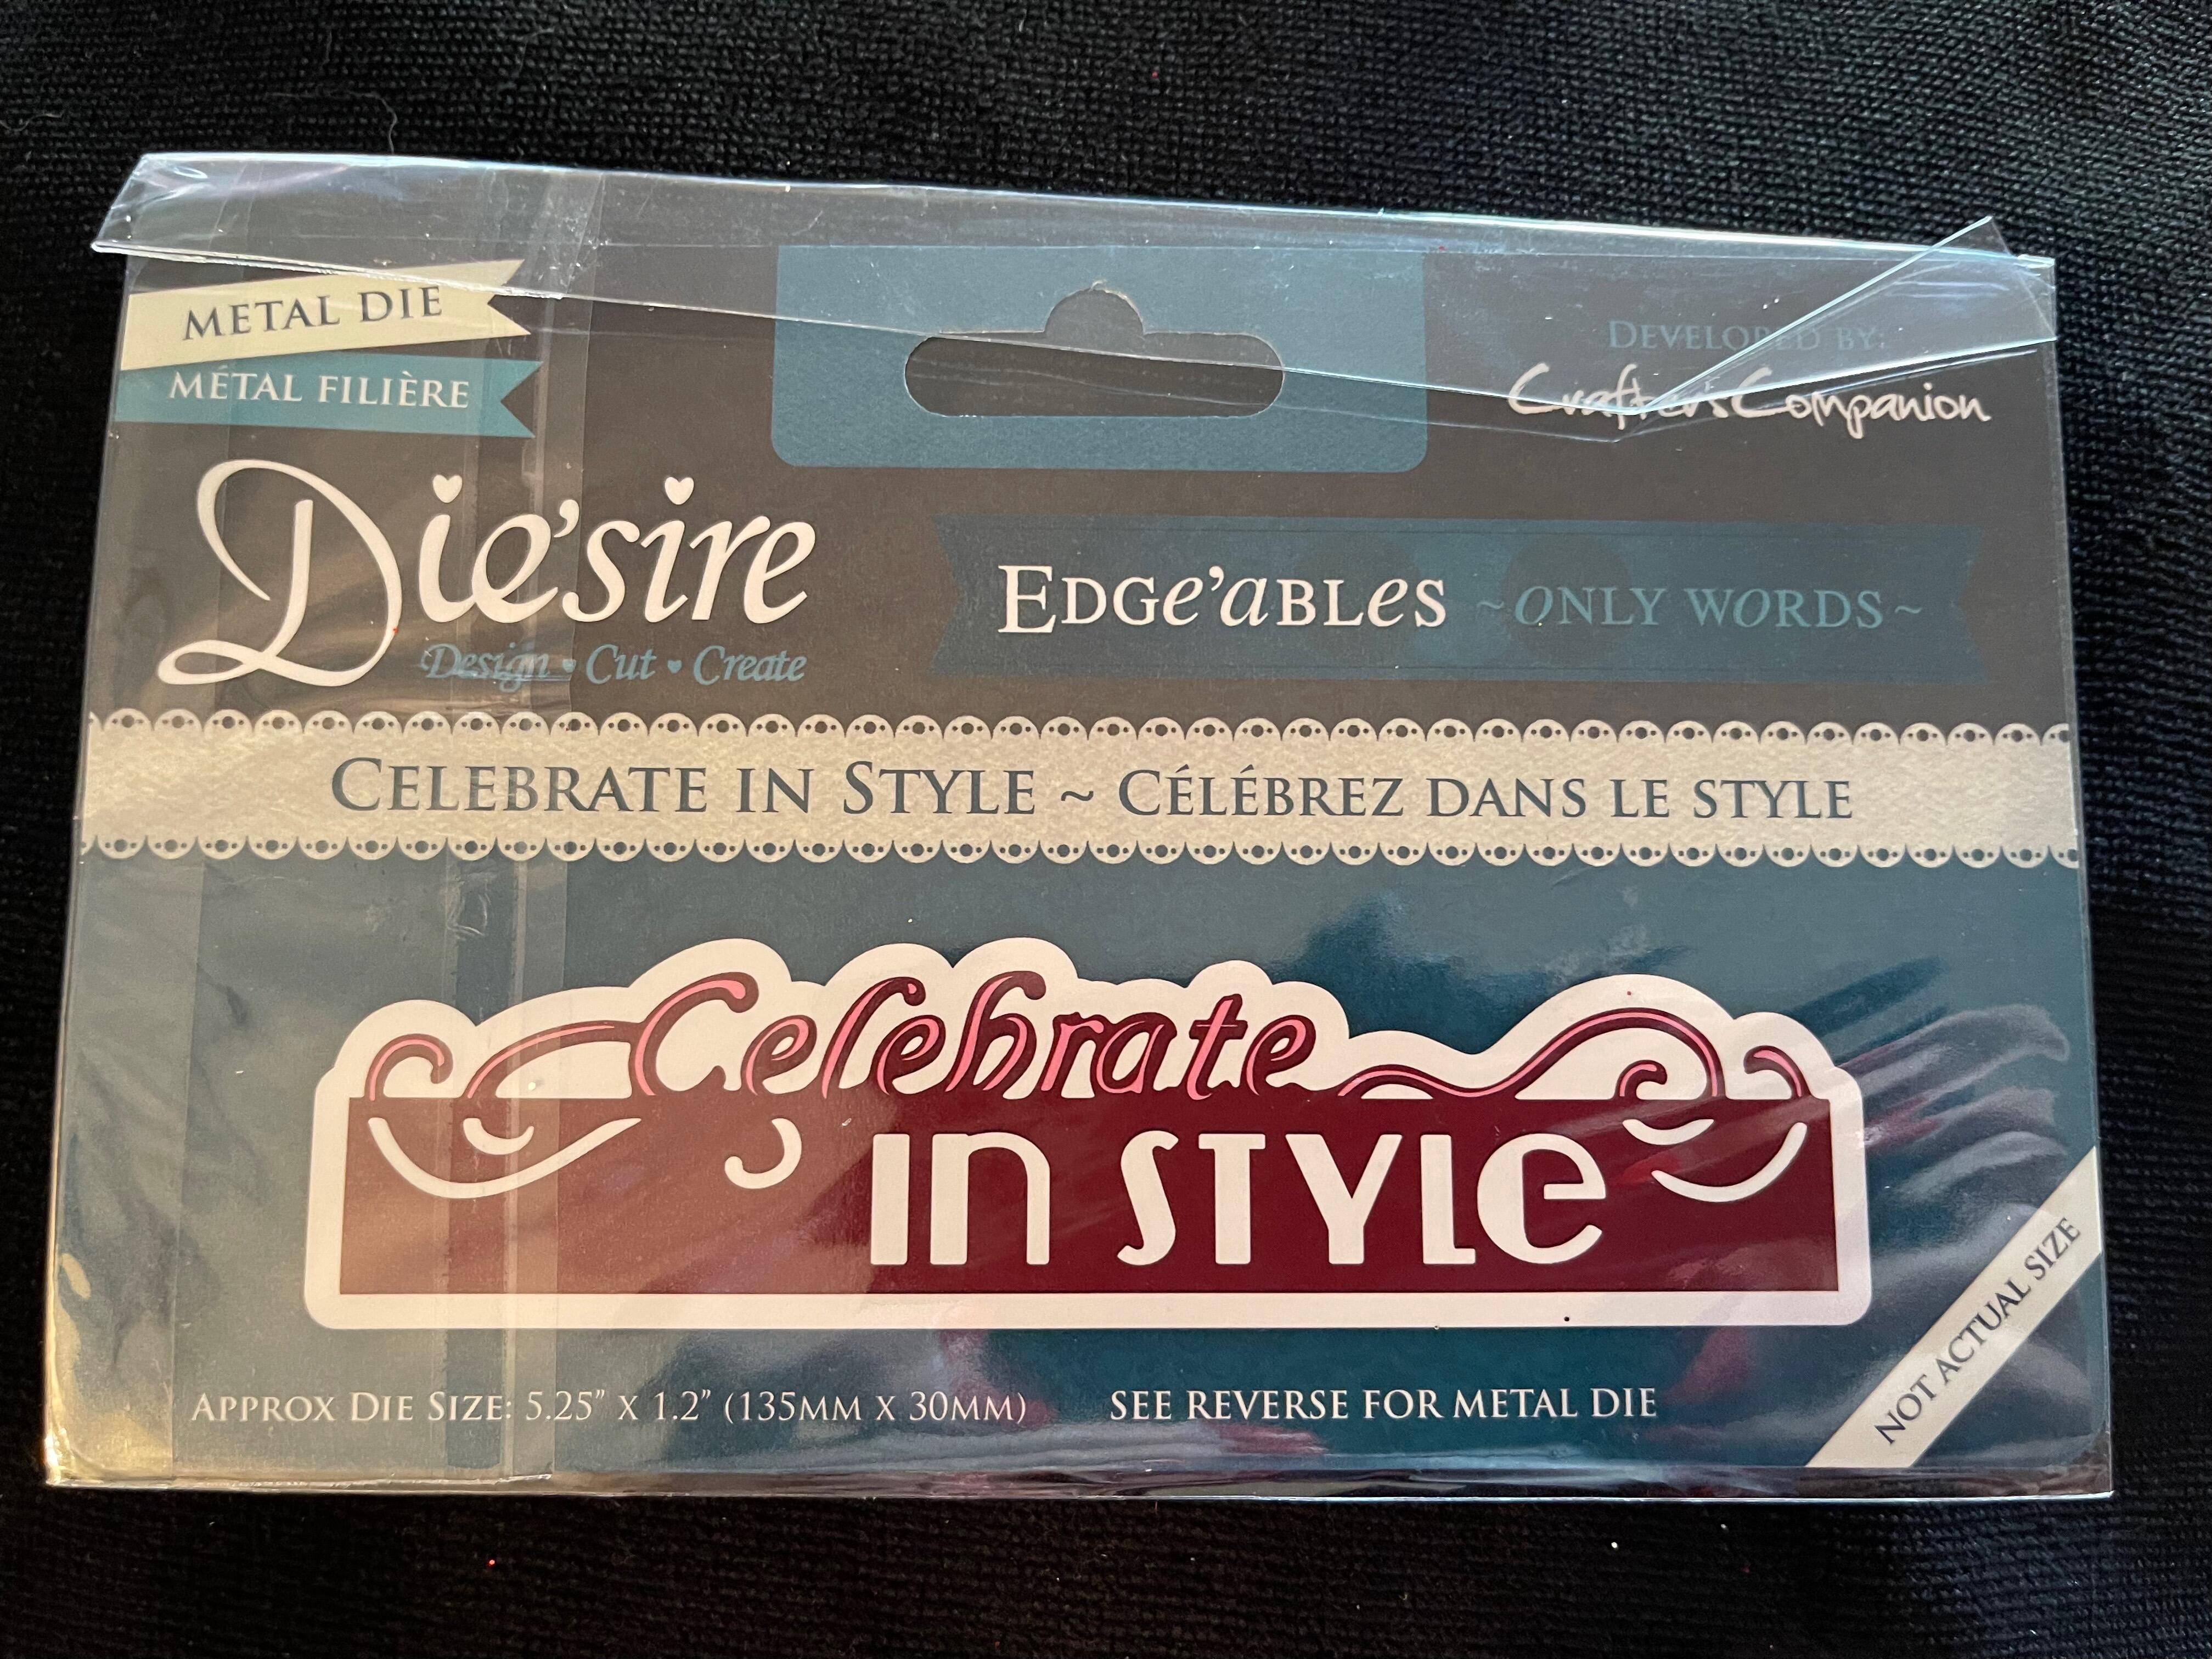 METAL DIE
MÉTAL FILIÈRE
DEVELOPED BY:
Crafter's Companion
Die'sire
Design • Cut • Create
EDGe'aBLeS ~ONLY WORDS~
CELEBRATE IN STYLE ~ CÉLÉBREZ DANS LE STYLE
Celebrate
in STYLe
APPROX DIE SIZE: 5.25” X 1.2” (135MM X 30MM)
SEE REVERSE FOR METAL DIE
NOT ACTUAL SIZE